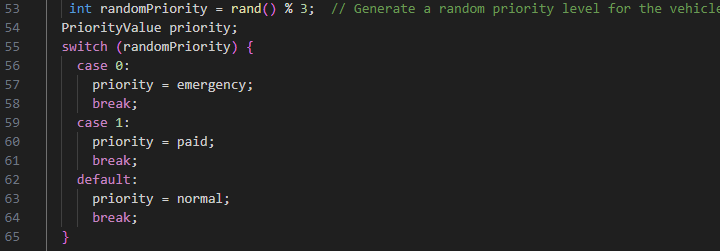 53 int randomPriority = rand() % 3; // Generate a random priority level for the vehicle
54 PriorityValue priority;
55 switch (randomPriority) {
56 case 0:
57 priority = emergency;
58 break;
59 case 1:
60 priority = paid;
61 break;
62 default:
63 priority = normal;
64 break;
65 }